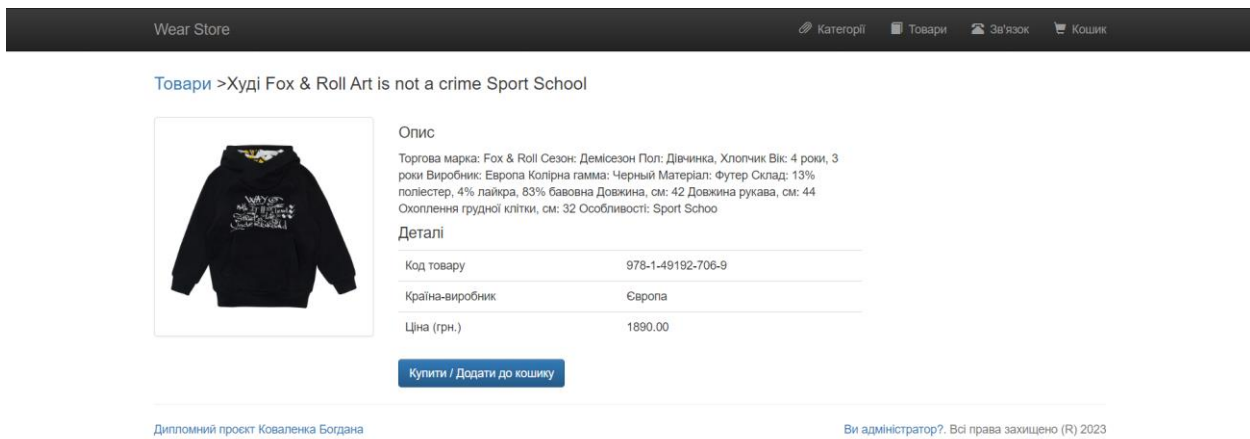 Wear Store
Категорії
Товари
Зв'язок
Кошик
Товари >Худі Fox & Roll Art is not a crime Sport School
Опис
Торгова марка: Fox & Roll Сезон: Демісезон Пол: Дівчинка, Хлопчик Вік: 4 роки, 3
роки Виробник: Европа Колірна гамма: Черный Матеріал: Футер Склад: 13%
поліестер, 4% лайкра, 83% бавовна Довжина, см: 42 Довжина рукава, см: 44
Охоплення грудної клітки, см: 32 Особливості: Sport Schoo
Деталі
Код товару 978-1-49192-706-9
Країна-виробник Європа
Ціна (грн.) 1890.00
Купити / Додати до кошику
Дипломний проєкт Коваленка Богдана
Ви адміністратор?. Всі права захищено (R) 2023